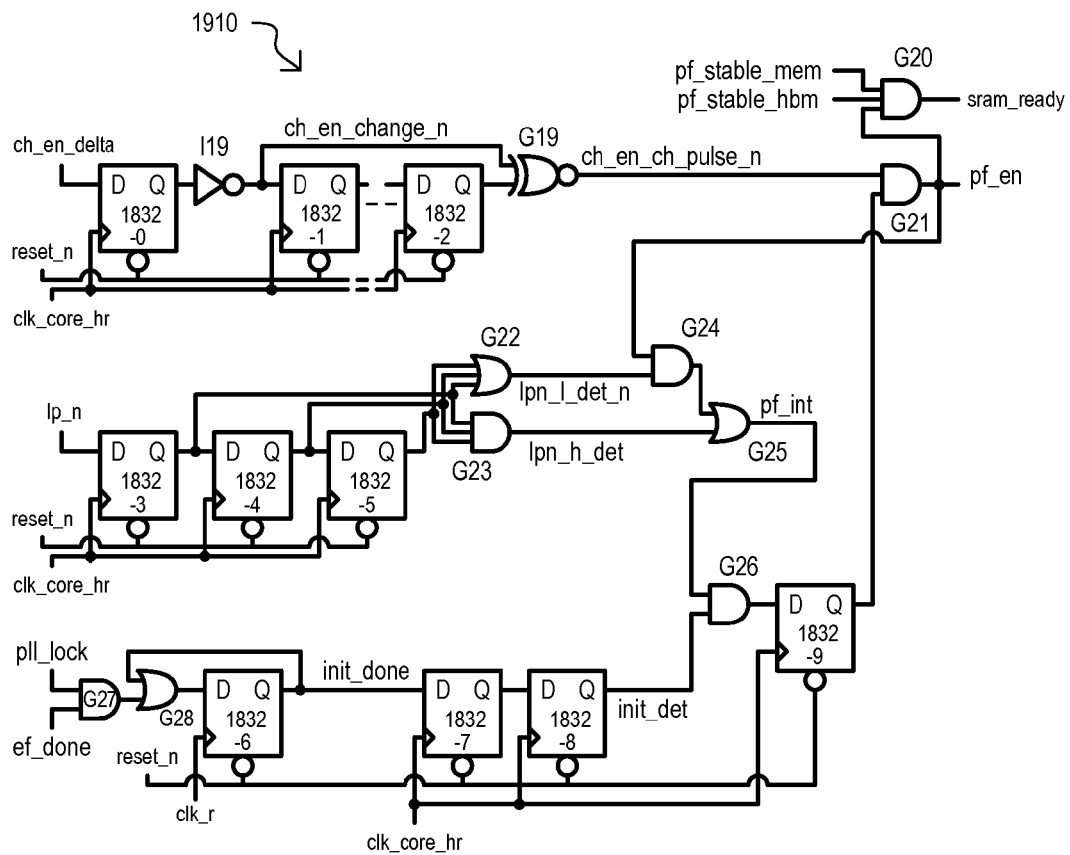 1910
G20
pf_stable_mem
pf_stable_hbm
sram_ready
ch_en_change_n
G19
I19
ch_en_delta
ch_en_ch_pulse_n
pf_en
G21
D Q
1832
-0
D Q
1832
-1
D Q
1832
-2
reset_n
clk_core_hr
G22
G24
lpn_l_det_n
lp_n
pf_int
G25
lpn_h_det
G23
D Q
1832
-3
D Q
1832
-4
D Q
1832
-5
reset_n
clk_core_hr
G26
D Q
1832
-9
pll_lock
G27
G28
ef_done
init_done
init_det
D Q
1832
-6
D Q
1832
-7
D Q
1832
-8
reset_n
clk_r
clk_core_hr